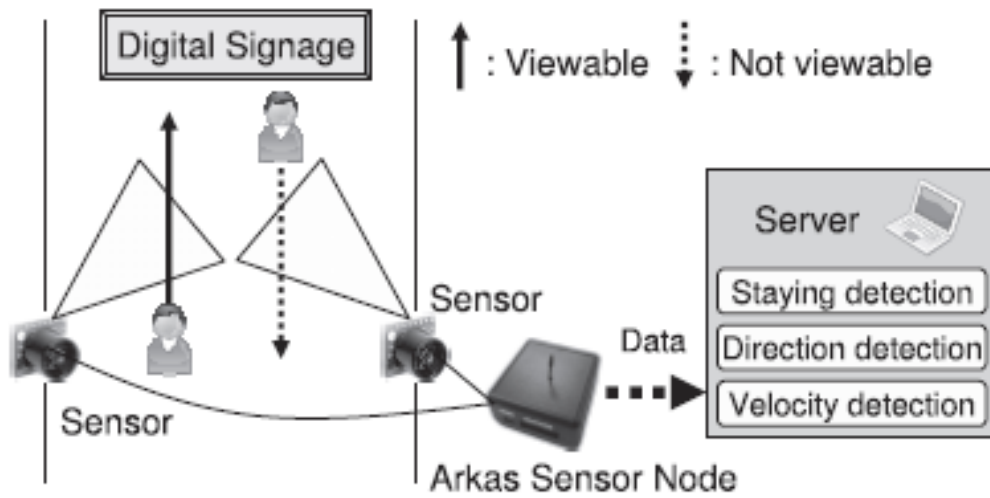 Digital Signage
: Viewable
: Not viewable
Server
Sensor
Staying detection
Data
Direction detection
Velocity detection
Sensor
Arkas Sensor Node